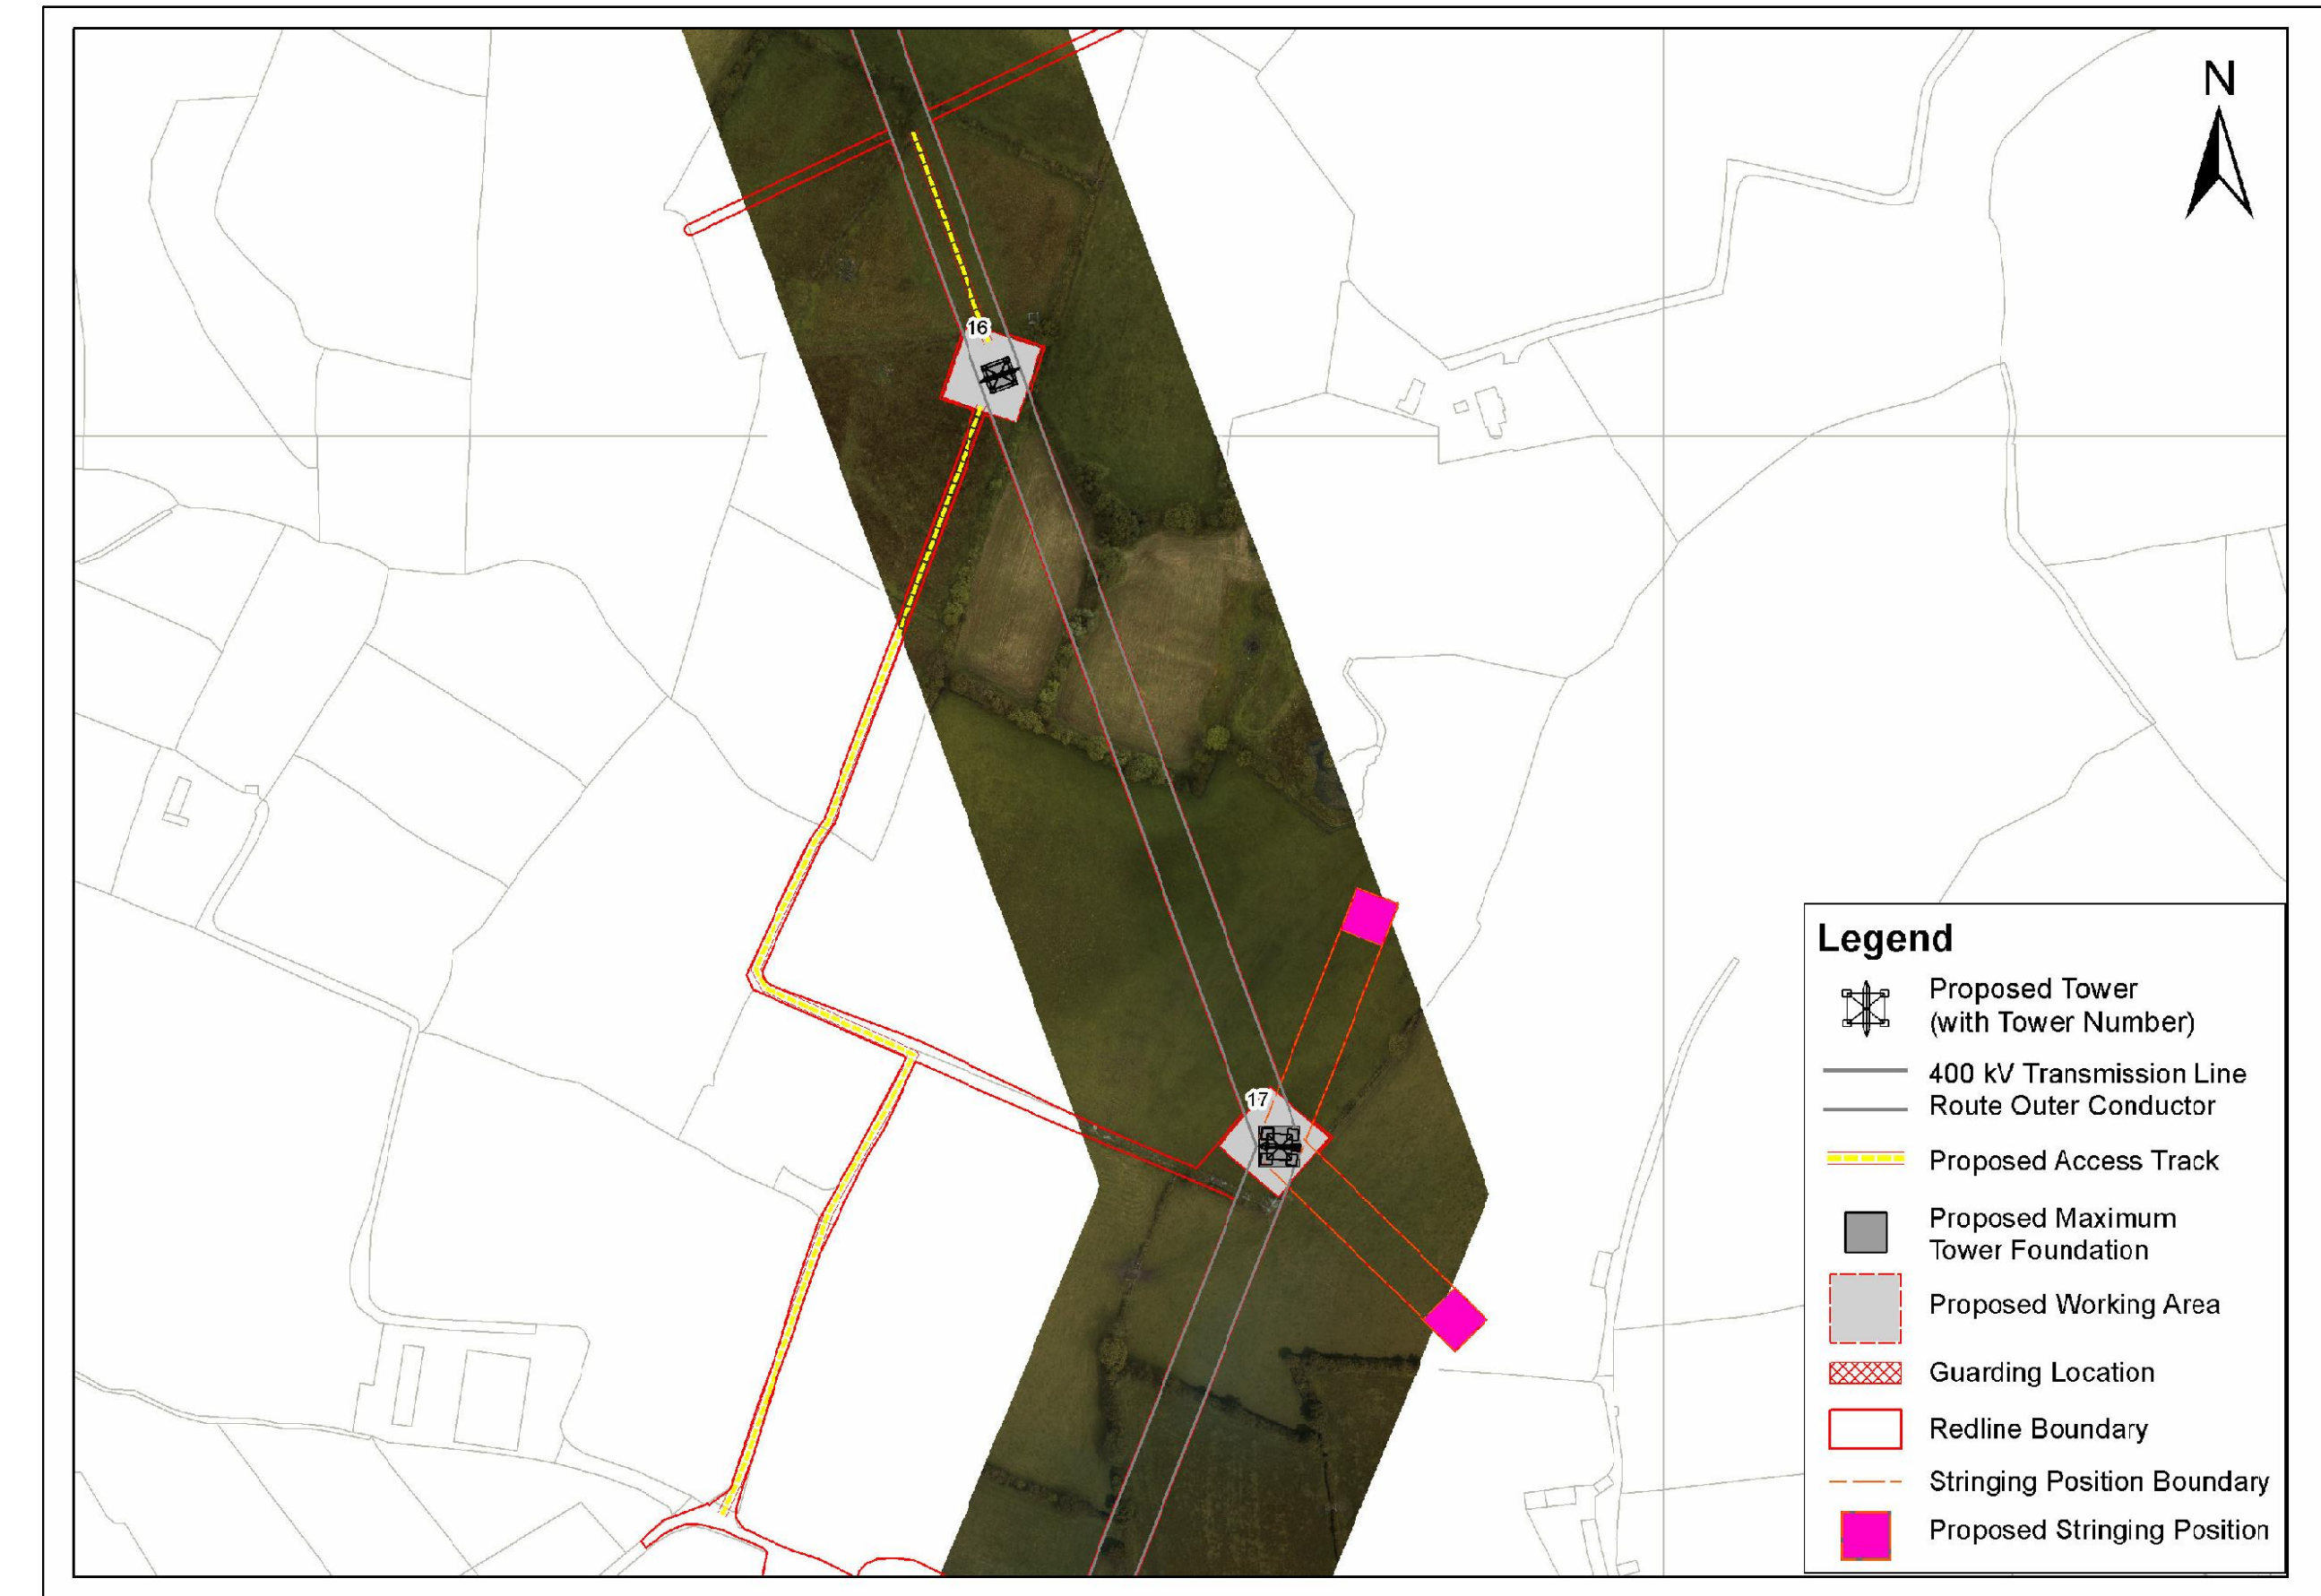 N
16
17
Legend
Proposed Tower
(with Tower Number)
400 kV Transmission Line
Route Outer Conductor
Proposed Access Track
Proposed Maximum
Tower Foundation
Proposed Working Area
Guarding Location
Redline Boundary
Stringing Position Boundary
Proposed Stringing Position